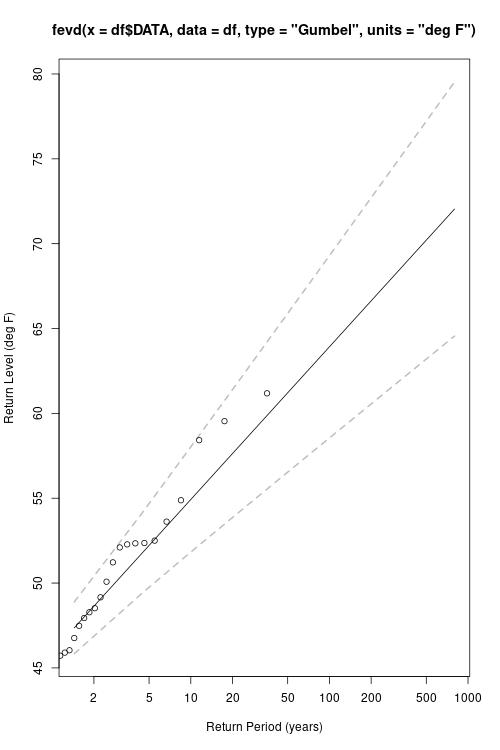 fevd(x = df$DATA, data = df, type = "Gumbel", units = "deg F")
80
75
70
65
60
55
50
45
Return Level (deg F)
2 5 10 20 50 100 200 500 1000
Return Period (years)